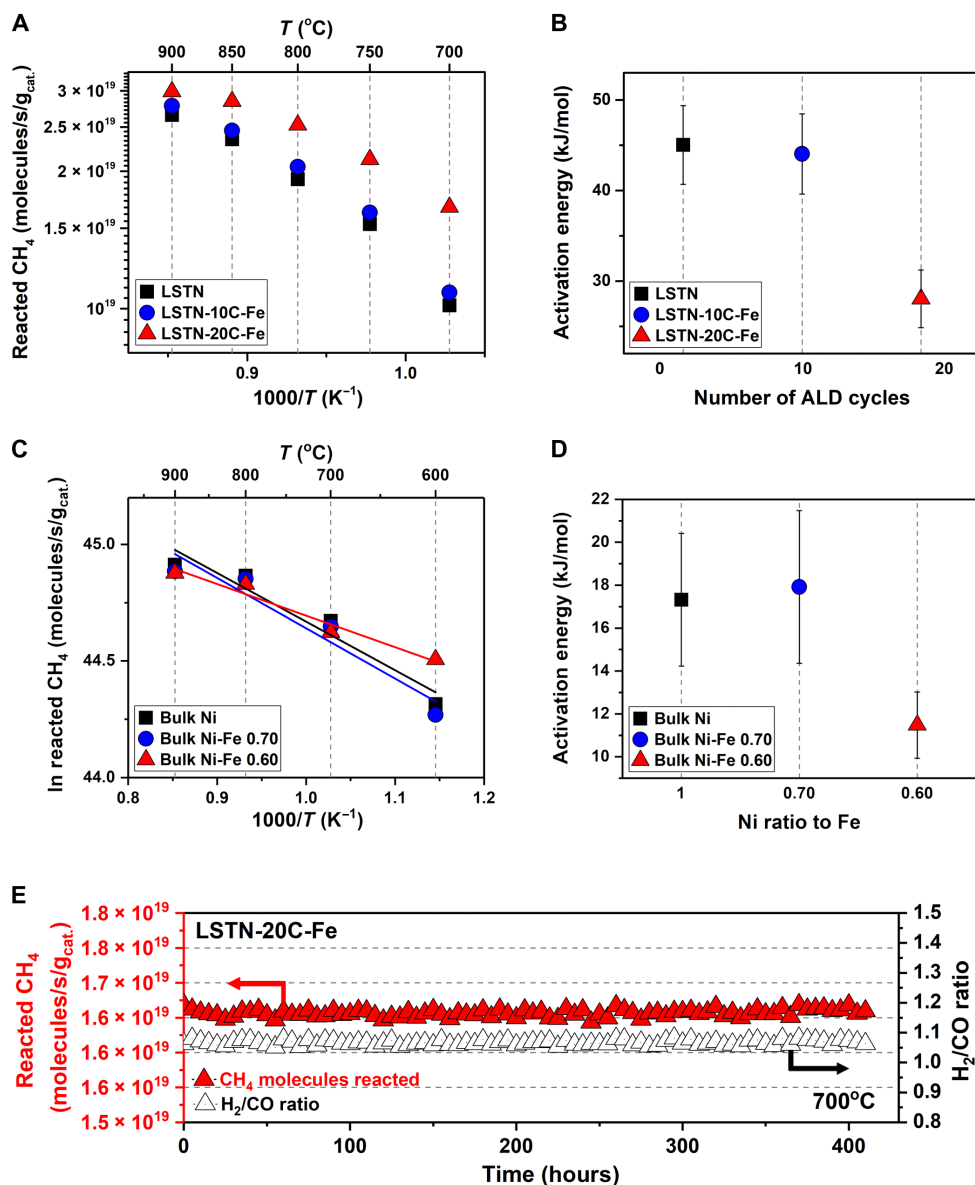 A
T (°C)
900 850 800 750 700
3 × 10¹⁹
2.5 × 10¹⁹
2 × 10¹⁹
1.5 × 10¹⁹
10¹⁹
Reacted CH₄ (molecules/s/g_cat.)
LSTN
LSTN-10C-Fe
LSTN-20C-Fe
0.9 1.0
1000/T (K⁻¹)
B
50
40
30
Activation energy (kJ/mol)
LSTN
LSTN-10C-Fe
LSTN-20C-Fe
0 10 20
Number of ALD cycles
C
T (°C)
900 800 700 600
45.0
44.5
44.0
ln reacted CH₄ (molecules/s/g_cat.)
Bulk Ni
Bulk Ni-Fe 0.70
Bulk Ni-Fe 0.60
0.8 0.9 1.0 1.1 1.2
1000/T (K⁻¹)
D
22
20
18
16
14
12
10
Activation energy (kJ/mol)
Bulk Ni
Bulk Ni-Fe 0.70
Bulk Ni-Fe 0.60
1 0.70 0.60
Ni ratio to Fe
E
LSTN-20C-Fe
1.8 × 10¹⁹
1.8 × 10¹⁹
1.7 × 10¹⁹
1.6 × 10¹⁹
1.6 × 10¹⁹
1.6 × 10¹⁹
1.5 × 10¹⁹
Reacted CH₄
(molecules/s/g_cat.)
1.5
1.4
1.3
1.2
1.1
1.0
0.9
0.8
H₂/CO ratio
CH₄ molecules reacted
H₂/CO ratio
700°C
0 100 200 300 400
Time (hours)